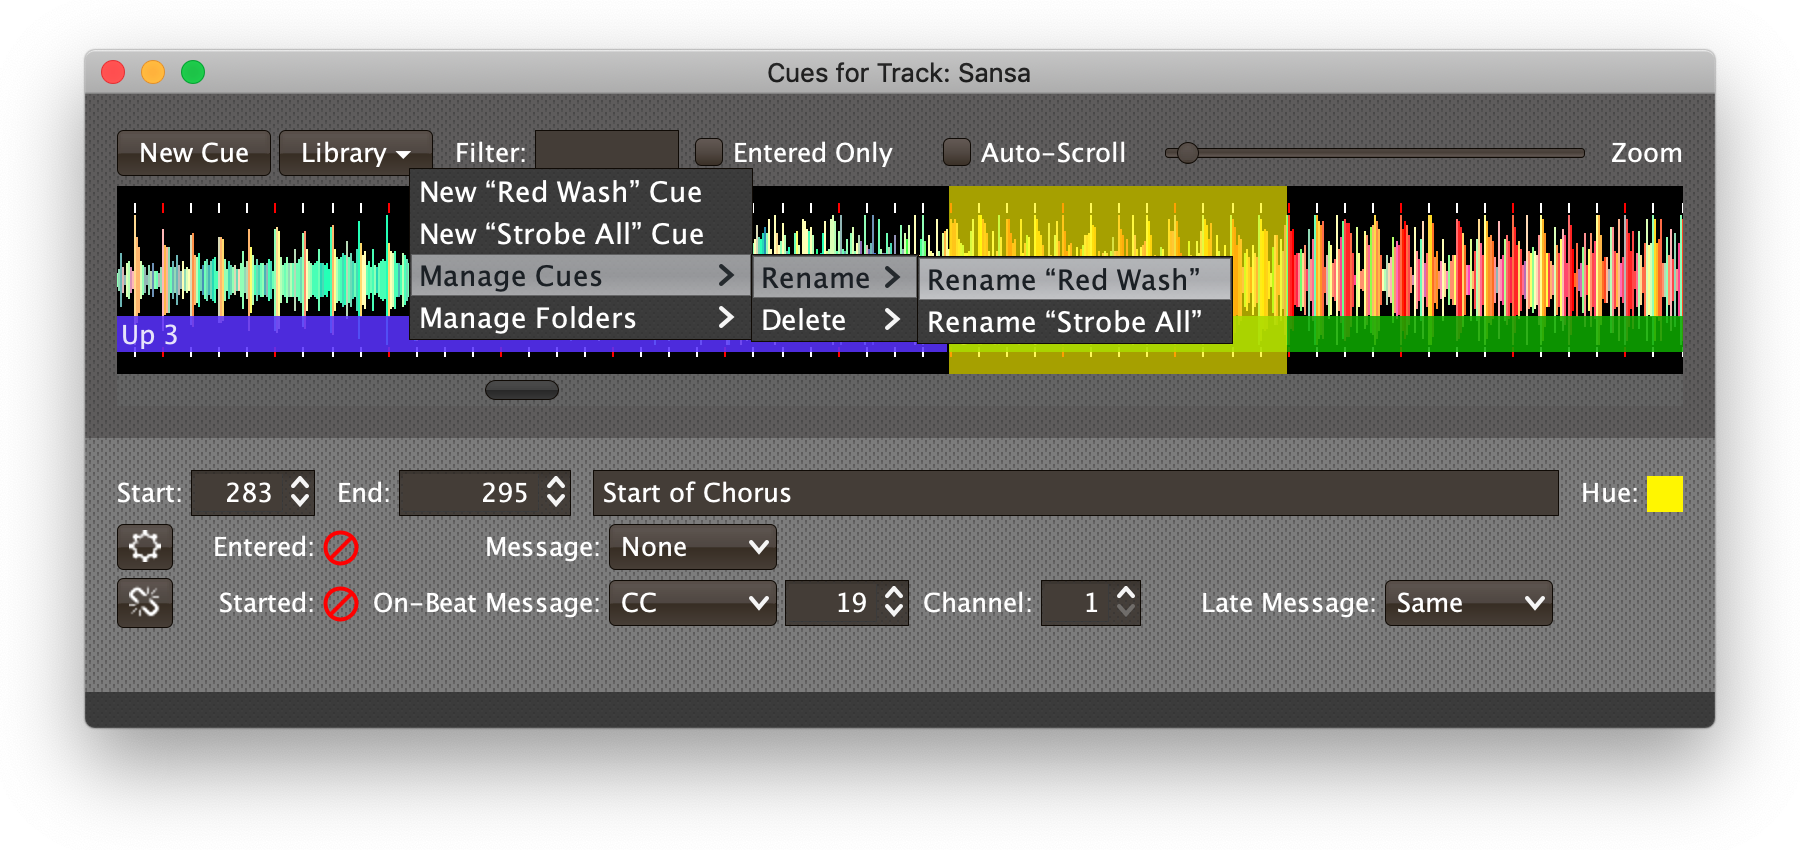 Cues for Track: Sansa
New Cue Library Filter: Entered Only Auto-Scroll Zoom
New “Red Wash” Cue
New “Strobe All” Cue
Manage Cues Rename Rename “Red Wash”
Manage Folders Delete Rename “Strobe All”
Up 3
Start: 283 End: 295 Start of Chorus Hue:
Entered: Message: None
Started: On-Beat Message: CC 19 Channel: 1 Late Message: Same